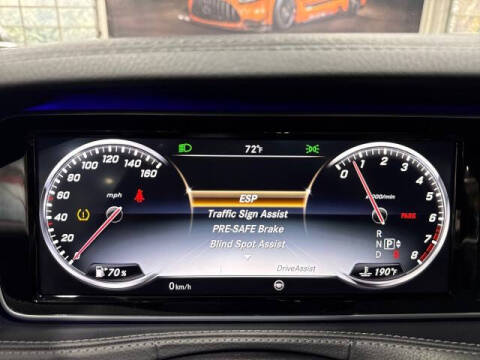 72°F
80 100 120 140 160
60
40
20
mph
70%
ESP
Traffic Sign Assist
PRE-SAFE Brake
Blind Spot Assist
DriveAssist
0 km/h
0 1 2 3 4 5 6 7 8
x1000/min
PARK
R
N P
D
190°F